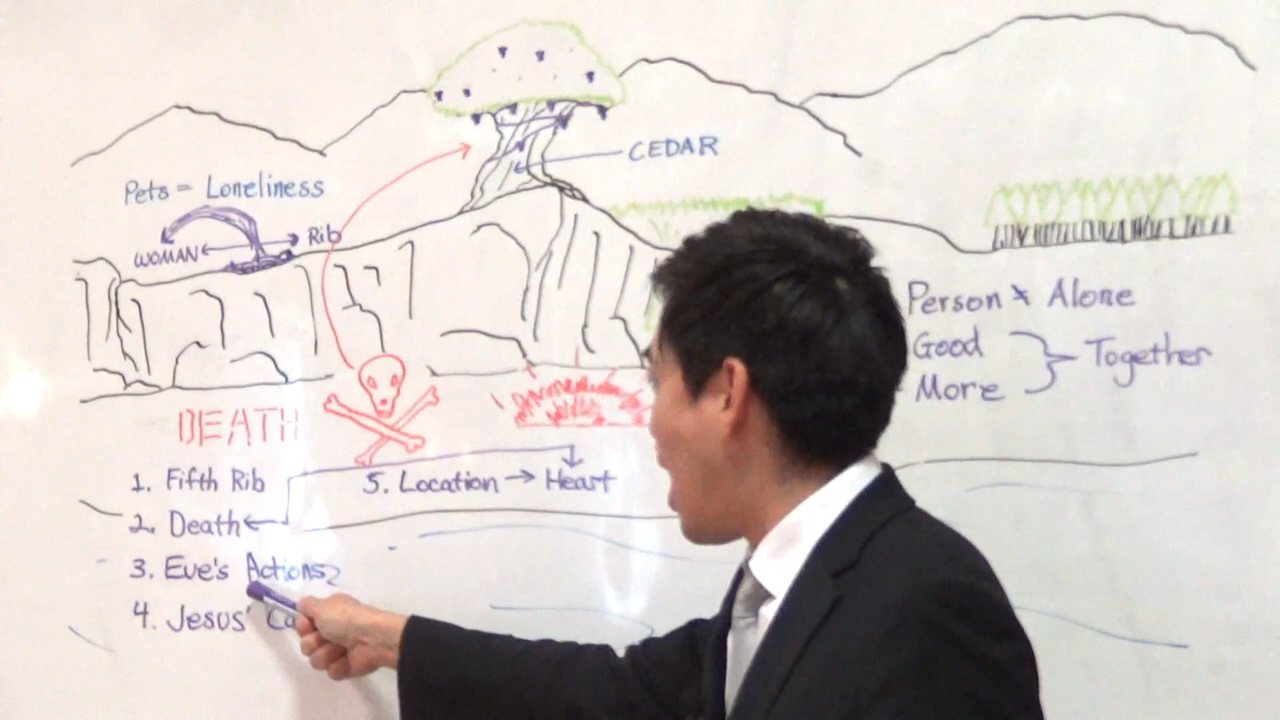 CEDAR
Pets = Loneliness
Rib
WOMAN
Person × Alone
Good
Together
More
DEATH
1. Fifth Rib
5. Location → Heart
2. Death
3. Eve's Actions
4. Jesus'